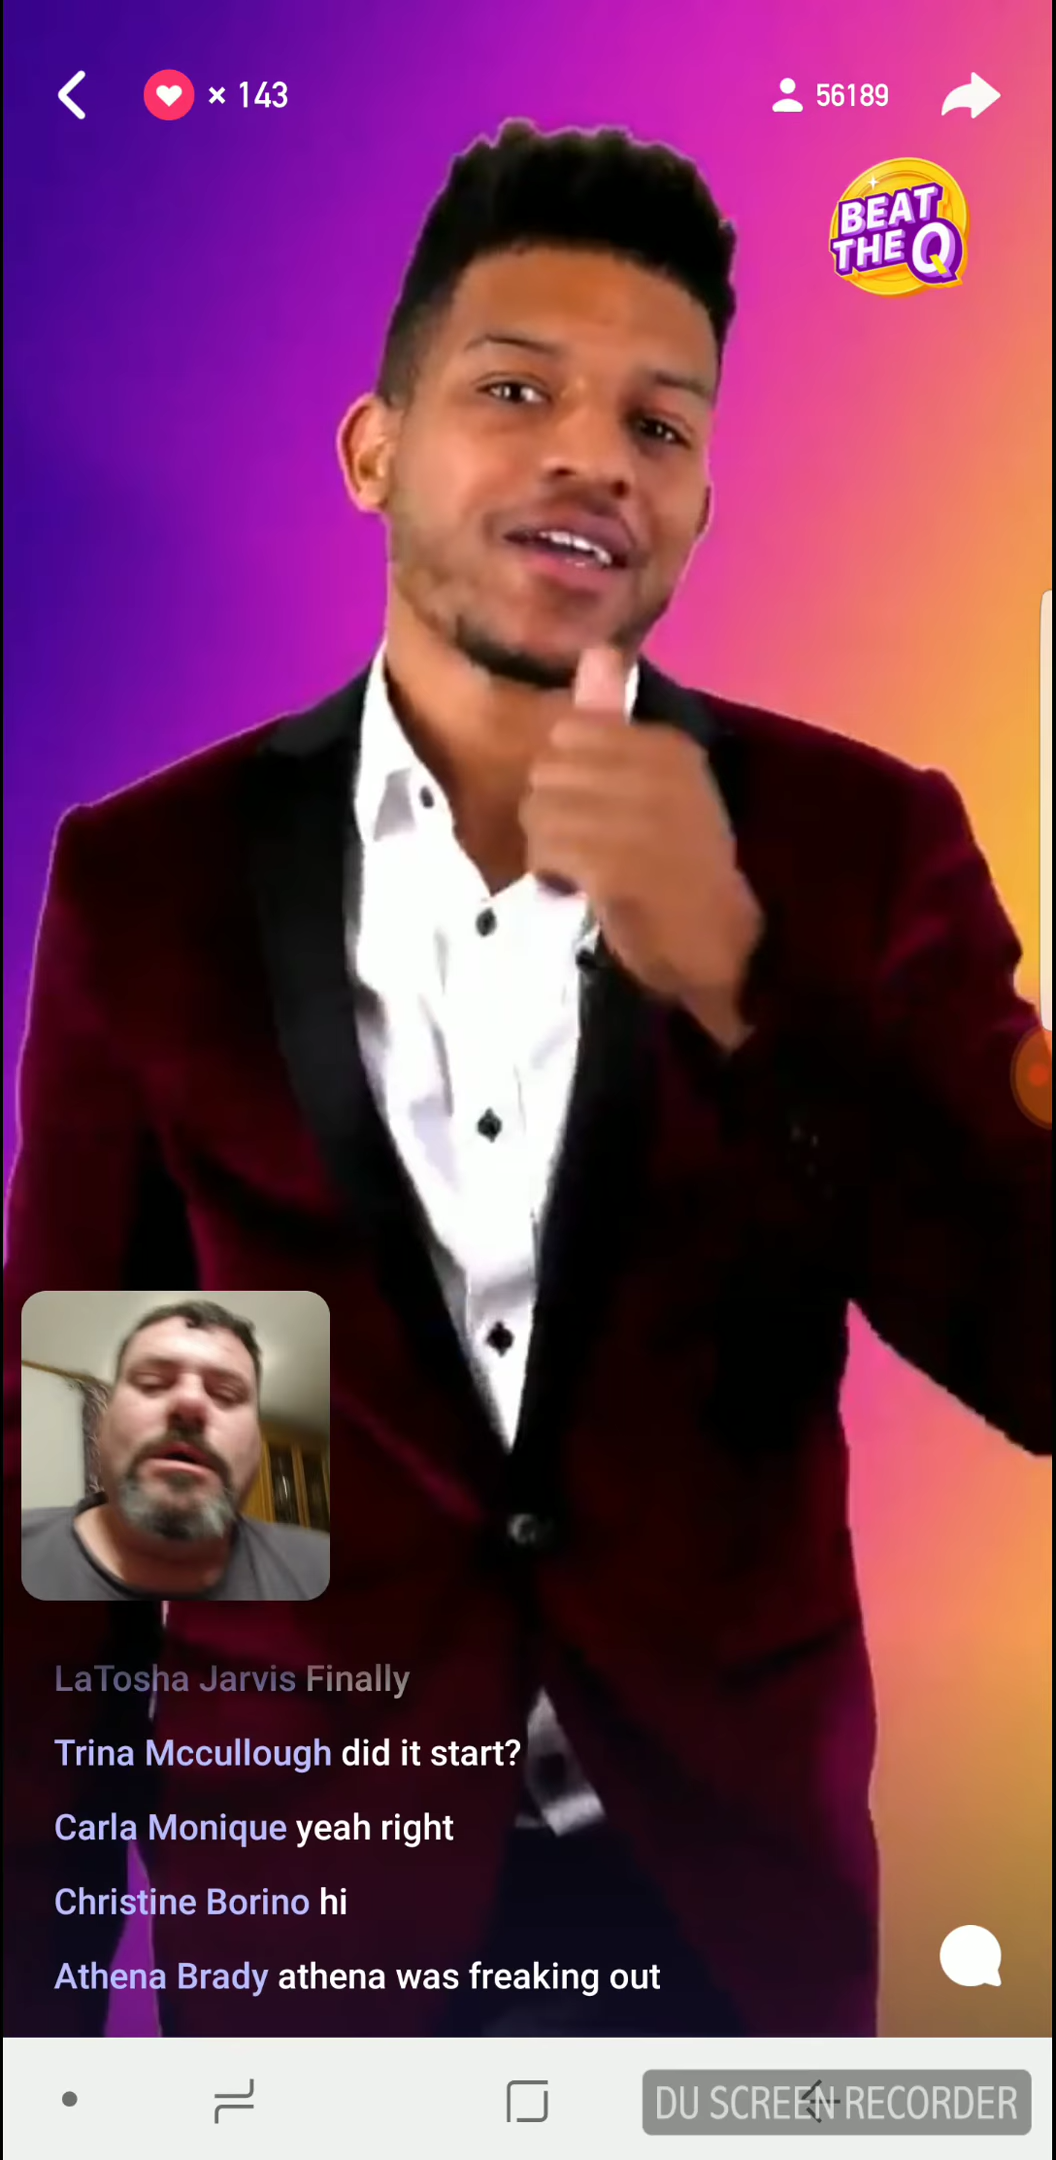 × 143
56189
BEAT
THE Q
LaTosha Jarvis Finally
Trina Mccullough did it start?
Carla Monique yeah right
Christine Borino hi
Athena Brady athena was freaking out
DU SCREEN RECORDER